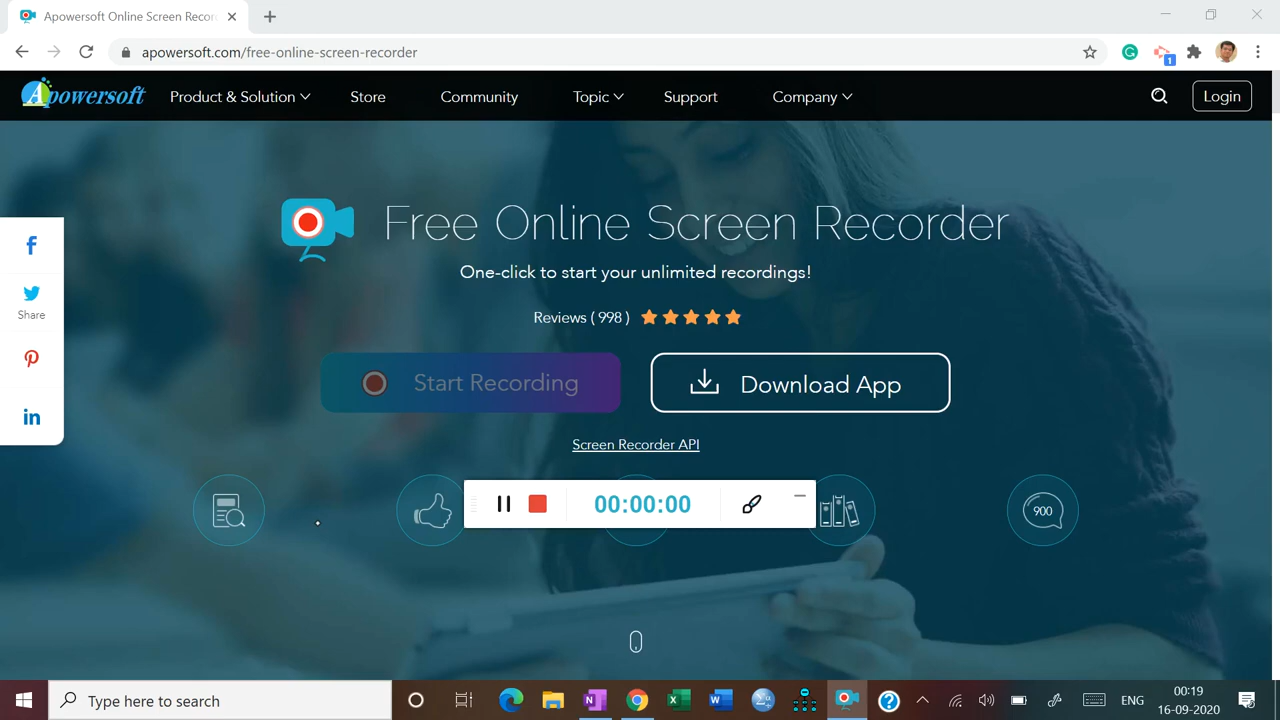 Apowersoft Online Screen Recor
apowersoft.com/free-online-screen-recorder
1
Apowersoft
Product & Solution
Store
Community
Topic
Support
Company
Login
Free Online Screen Recorder
One-click to start your unlimited recordings!
Reviews ( 998 )
Share
Start Recording
Download App
Screen Recorder API
00:00:00
900
Type here to search
ENG
00:19
16-09-2020